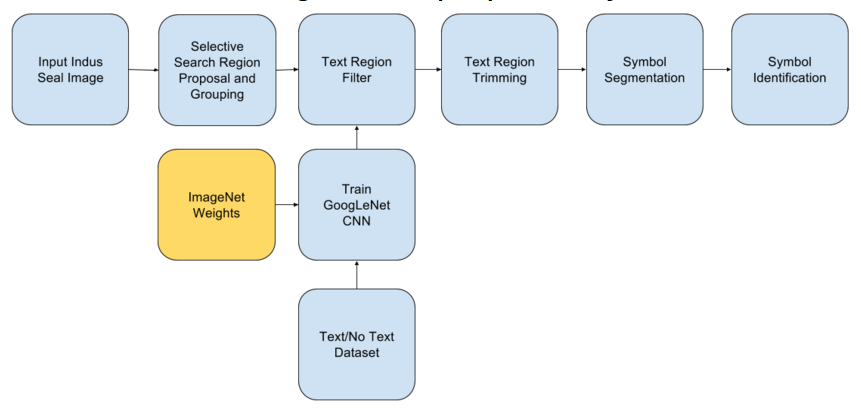 Input Indus
Seal Image
Selective
Search Region
Proposal and
Grouping
Text Region
Filter
Text Region
Trimming
Symbol
Segmentation
Symbol
Identification
ImageNet
Weights
Train
GoogLeNet
CNN
Text/No Text
Dataset